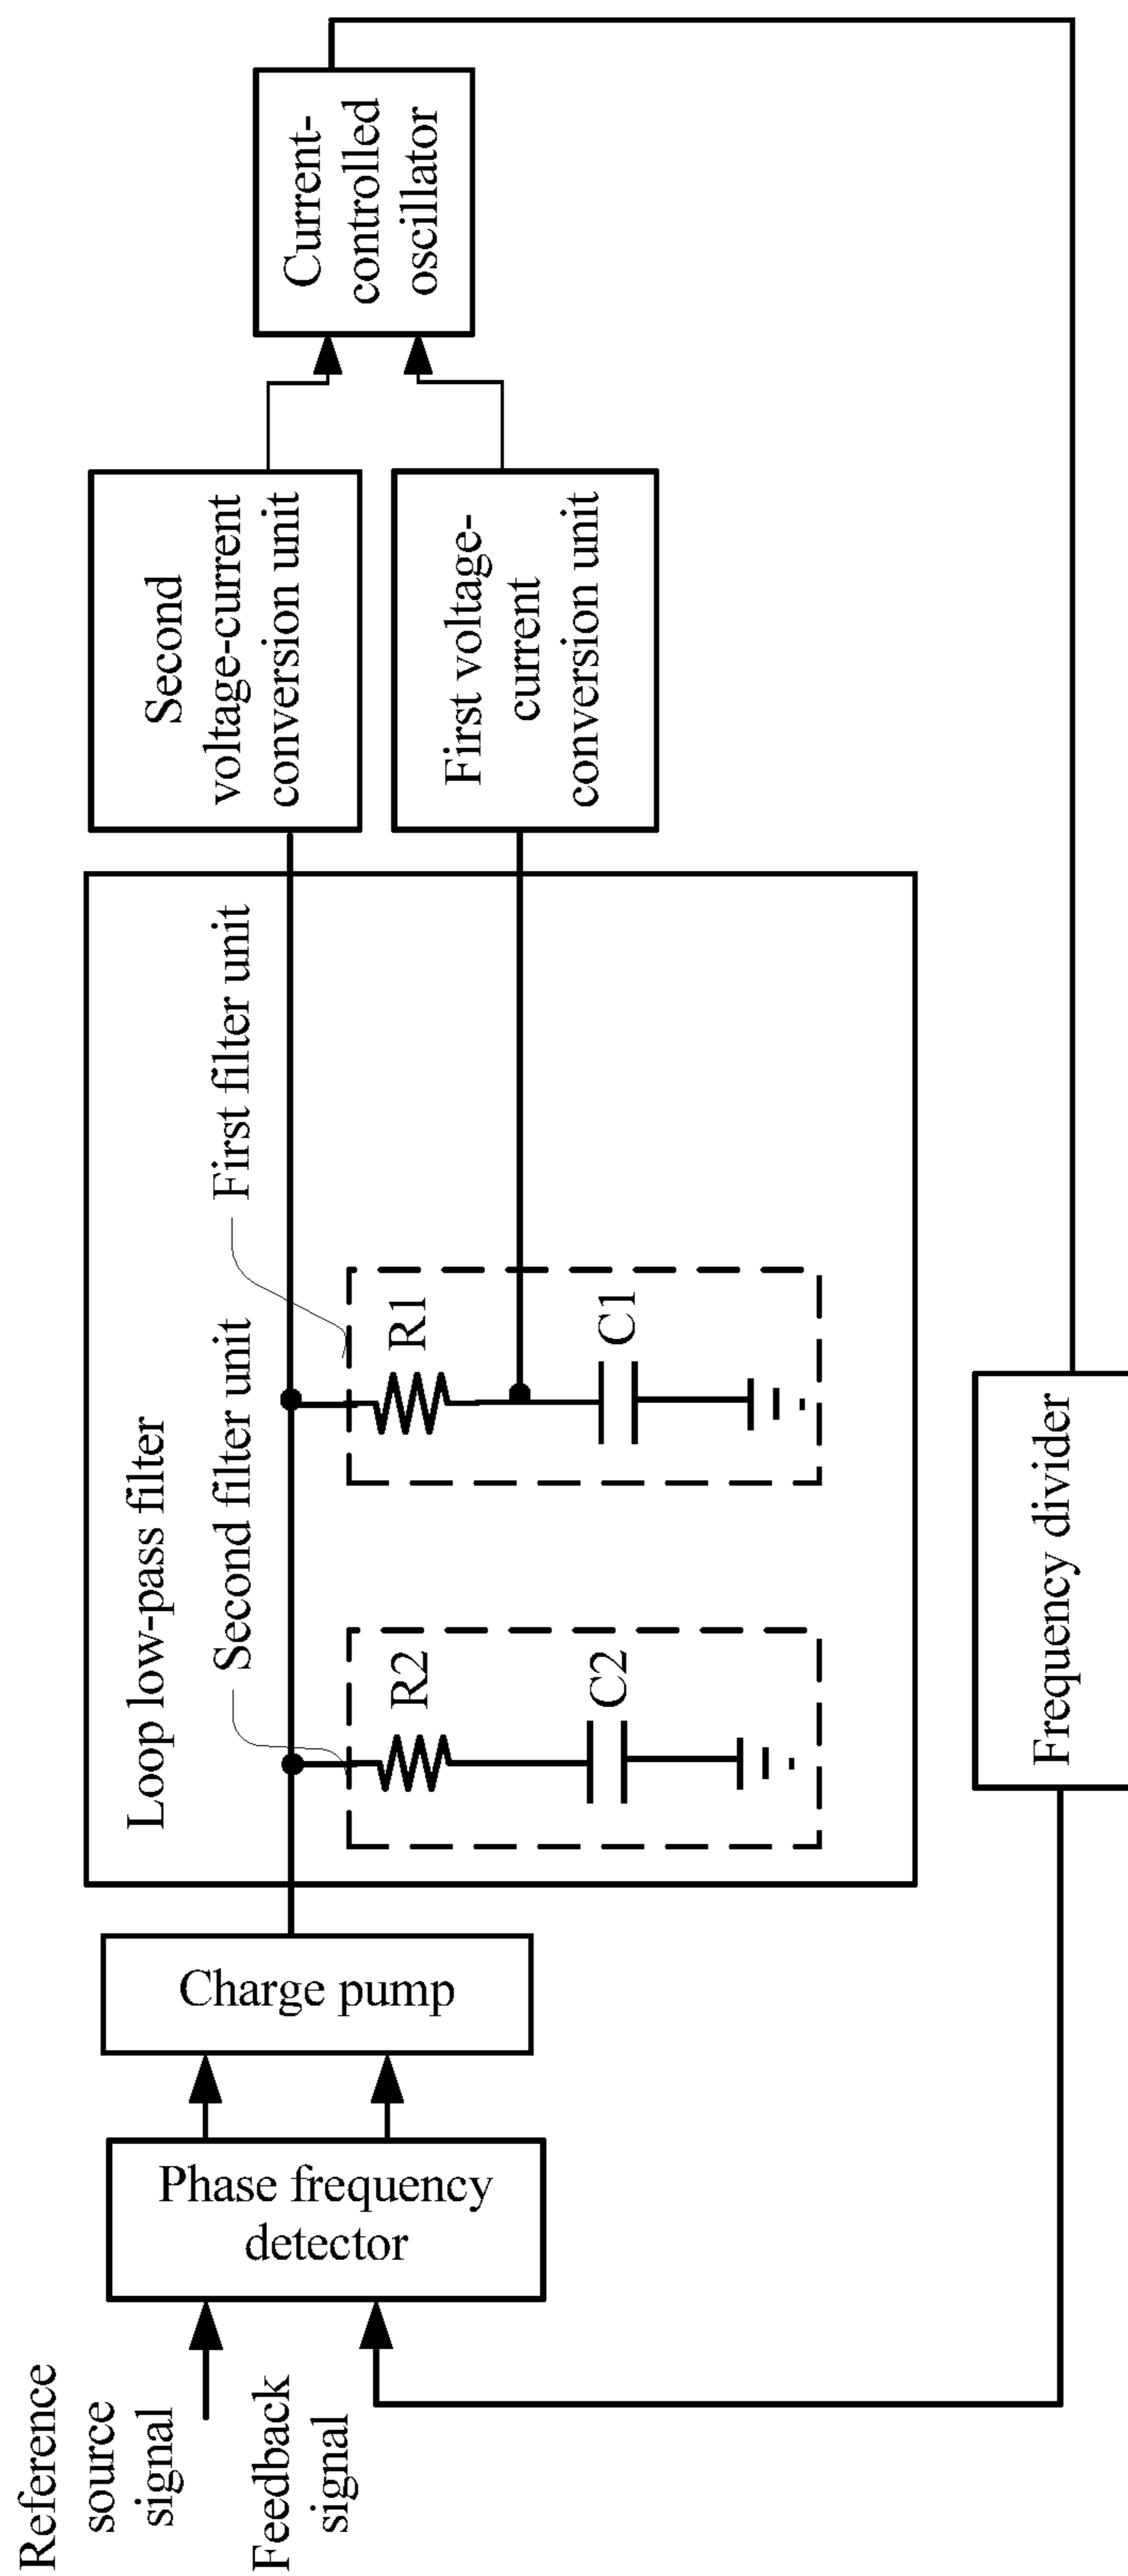 Reference
source
signal
Feedback
signal
Phase frequency
detector
Charge pump
Loop low-pass filter
Second filter unit
First filter unit
R2
C2
R1
C1
Second
voltage-current
conversion unit
First voltage-
current
conversion unit
Current-
controlled
oscillator
Frequency divider